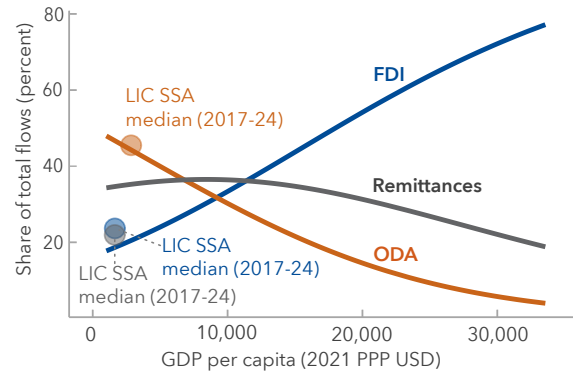 Share of total flows (percent)
80
60
40
20
FDI
LIC SSA
median (2017-24)
Remittances
LIC SSA
median (2017-24)
LIC SSA
median (2017-24)
ODA
0
10,000
20,000
30,000
GDP per capita (2021 PPP USD)